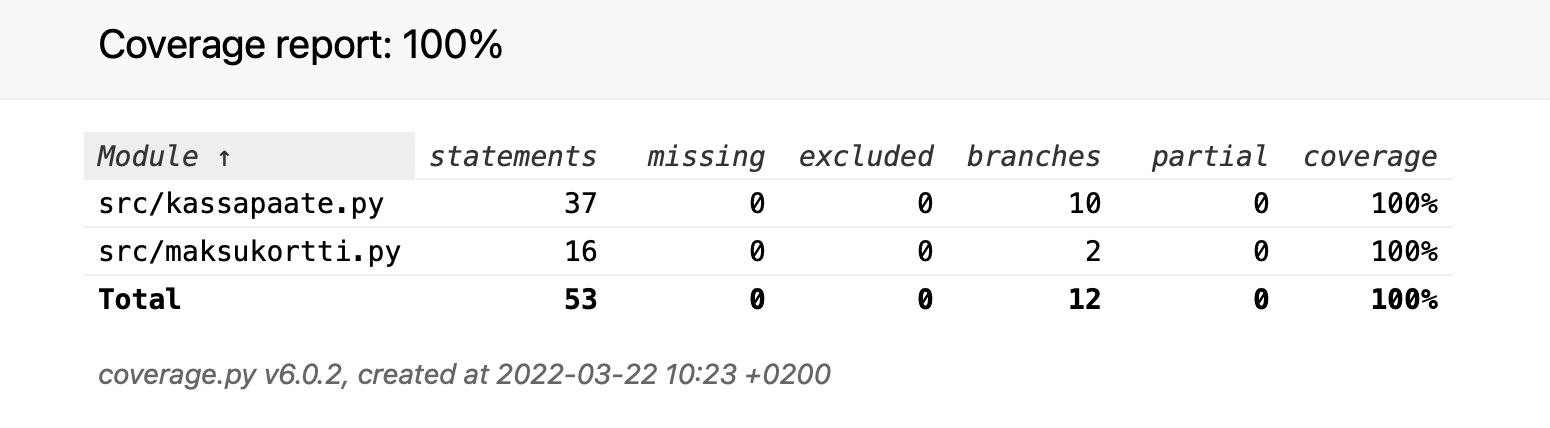 Coverage report: 100%
Module ↑ statements missing excluded branches partial coverage
src/kassapaate.py 37 0 0 10 0 100%
src/maksukortti.py 16 0 0 2 0 100%
Total 53 0 0 12 0 100%
coverage.py v6.0.2, created at 2022-03-22 10:23 +0200